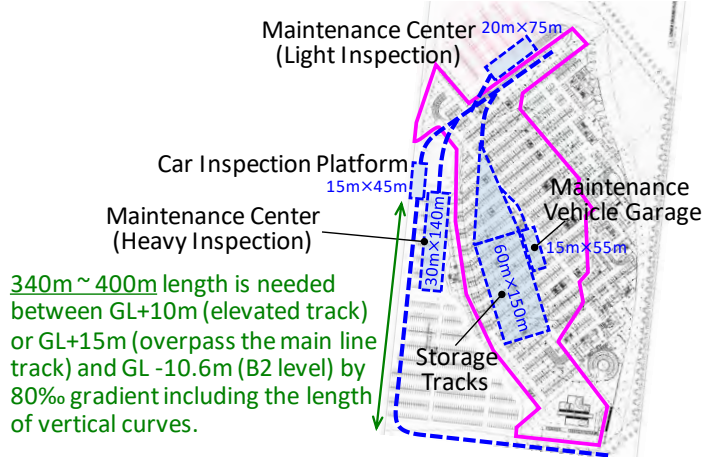 Maintenance Center
(Light Inspection)
20m×75m
Car Inspection Platform
15m×45m
Maintenance Center
(Heavy Inspection)
30m×140m
Maintenance
Vehicle Garage
15m×55m
60m×150m
Storage
Tracks
340m ~ 400m length is needed
between GL+10m (elevated track)
or GL+15m (overpass the main line
track) and GL -10.6m (B2 level) by
80‰ gradient including the length
of vertical curves.